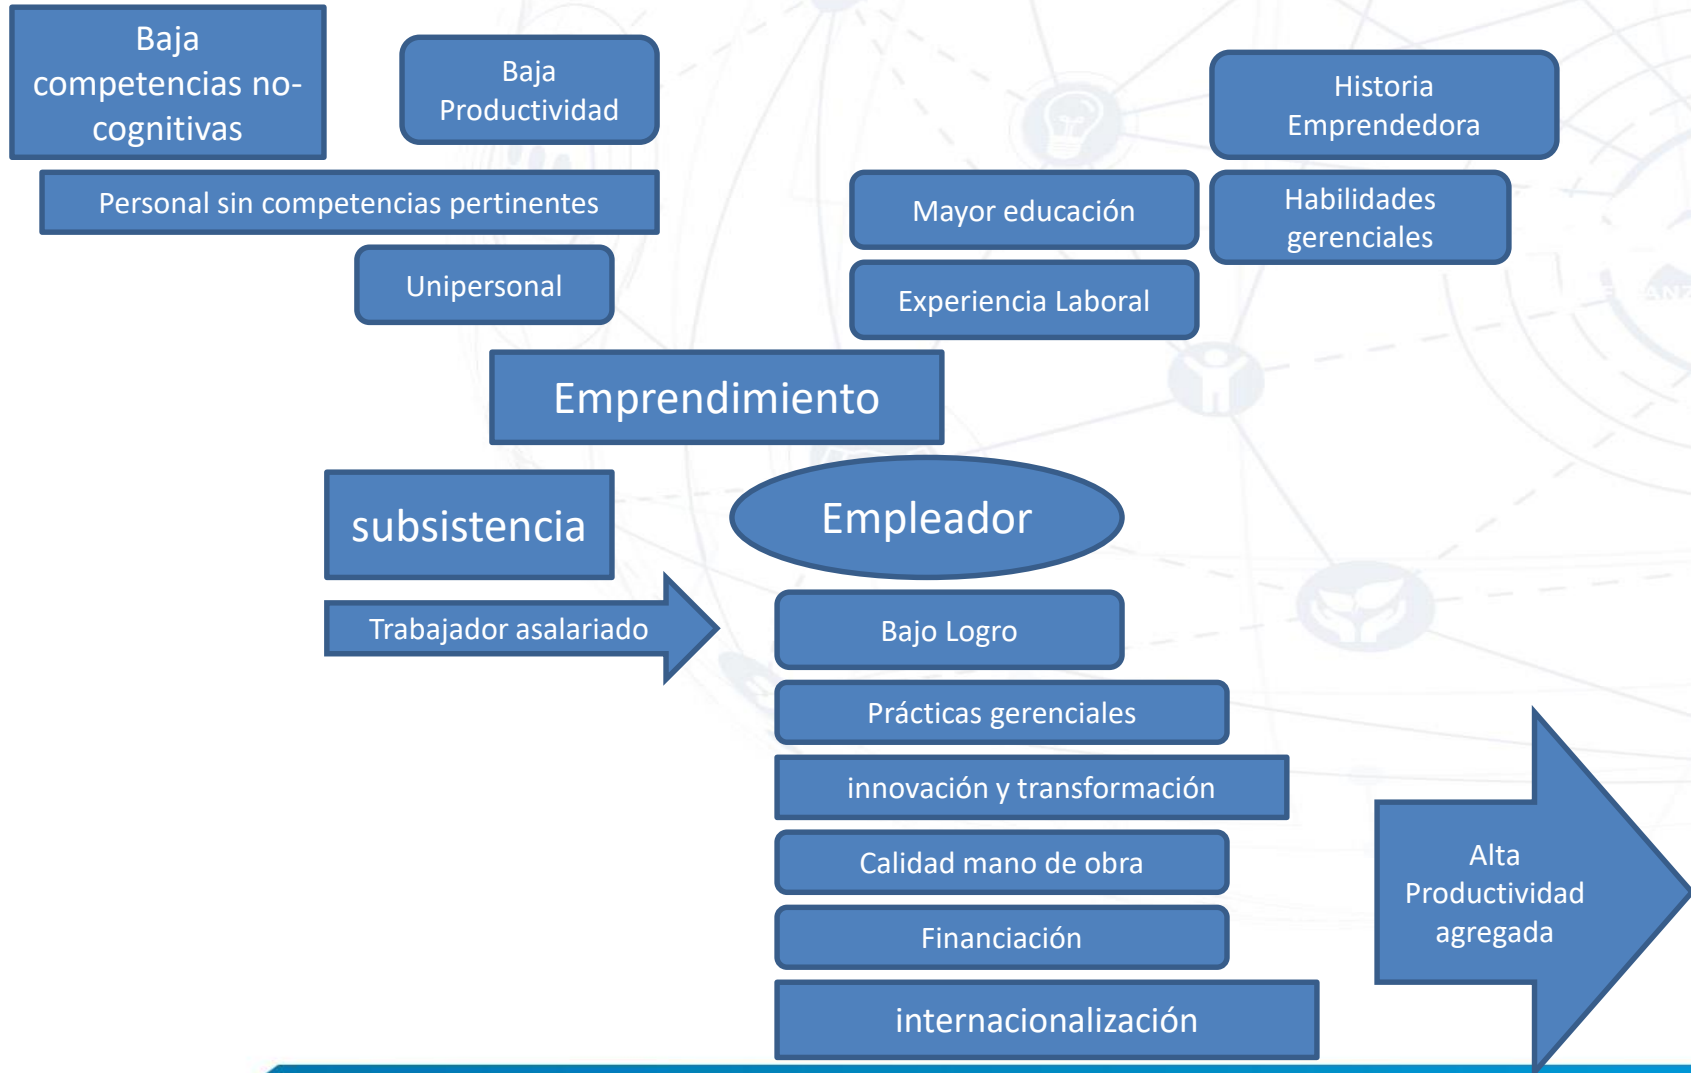 Baja
competencias no-
cognitivas
Baja
Productividad
Historia
Emprendedora
Personal sin competencias pertinentes
Mayor educación
Habilidades
gerenciales
Unipersonal
Experiencia Laboral
Emprendimiento
subsistencia
Empleador
Trabajador asalariado
Bajo Logro
Prácticas gerenciales
innovación y transformación
Calidad mano de obra
Financiación
internacionalización
Alta
Productividad
agregada